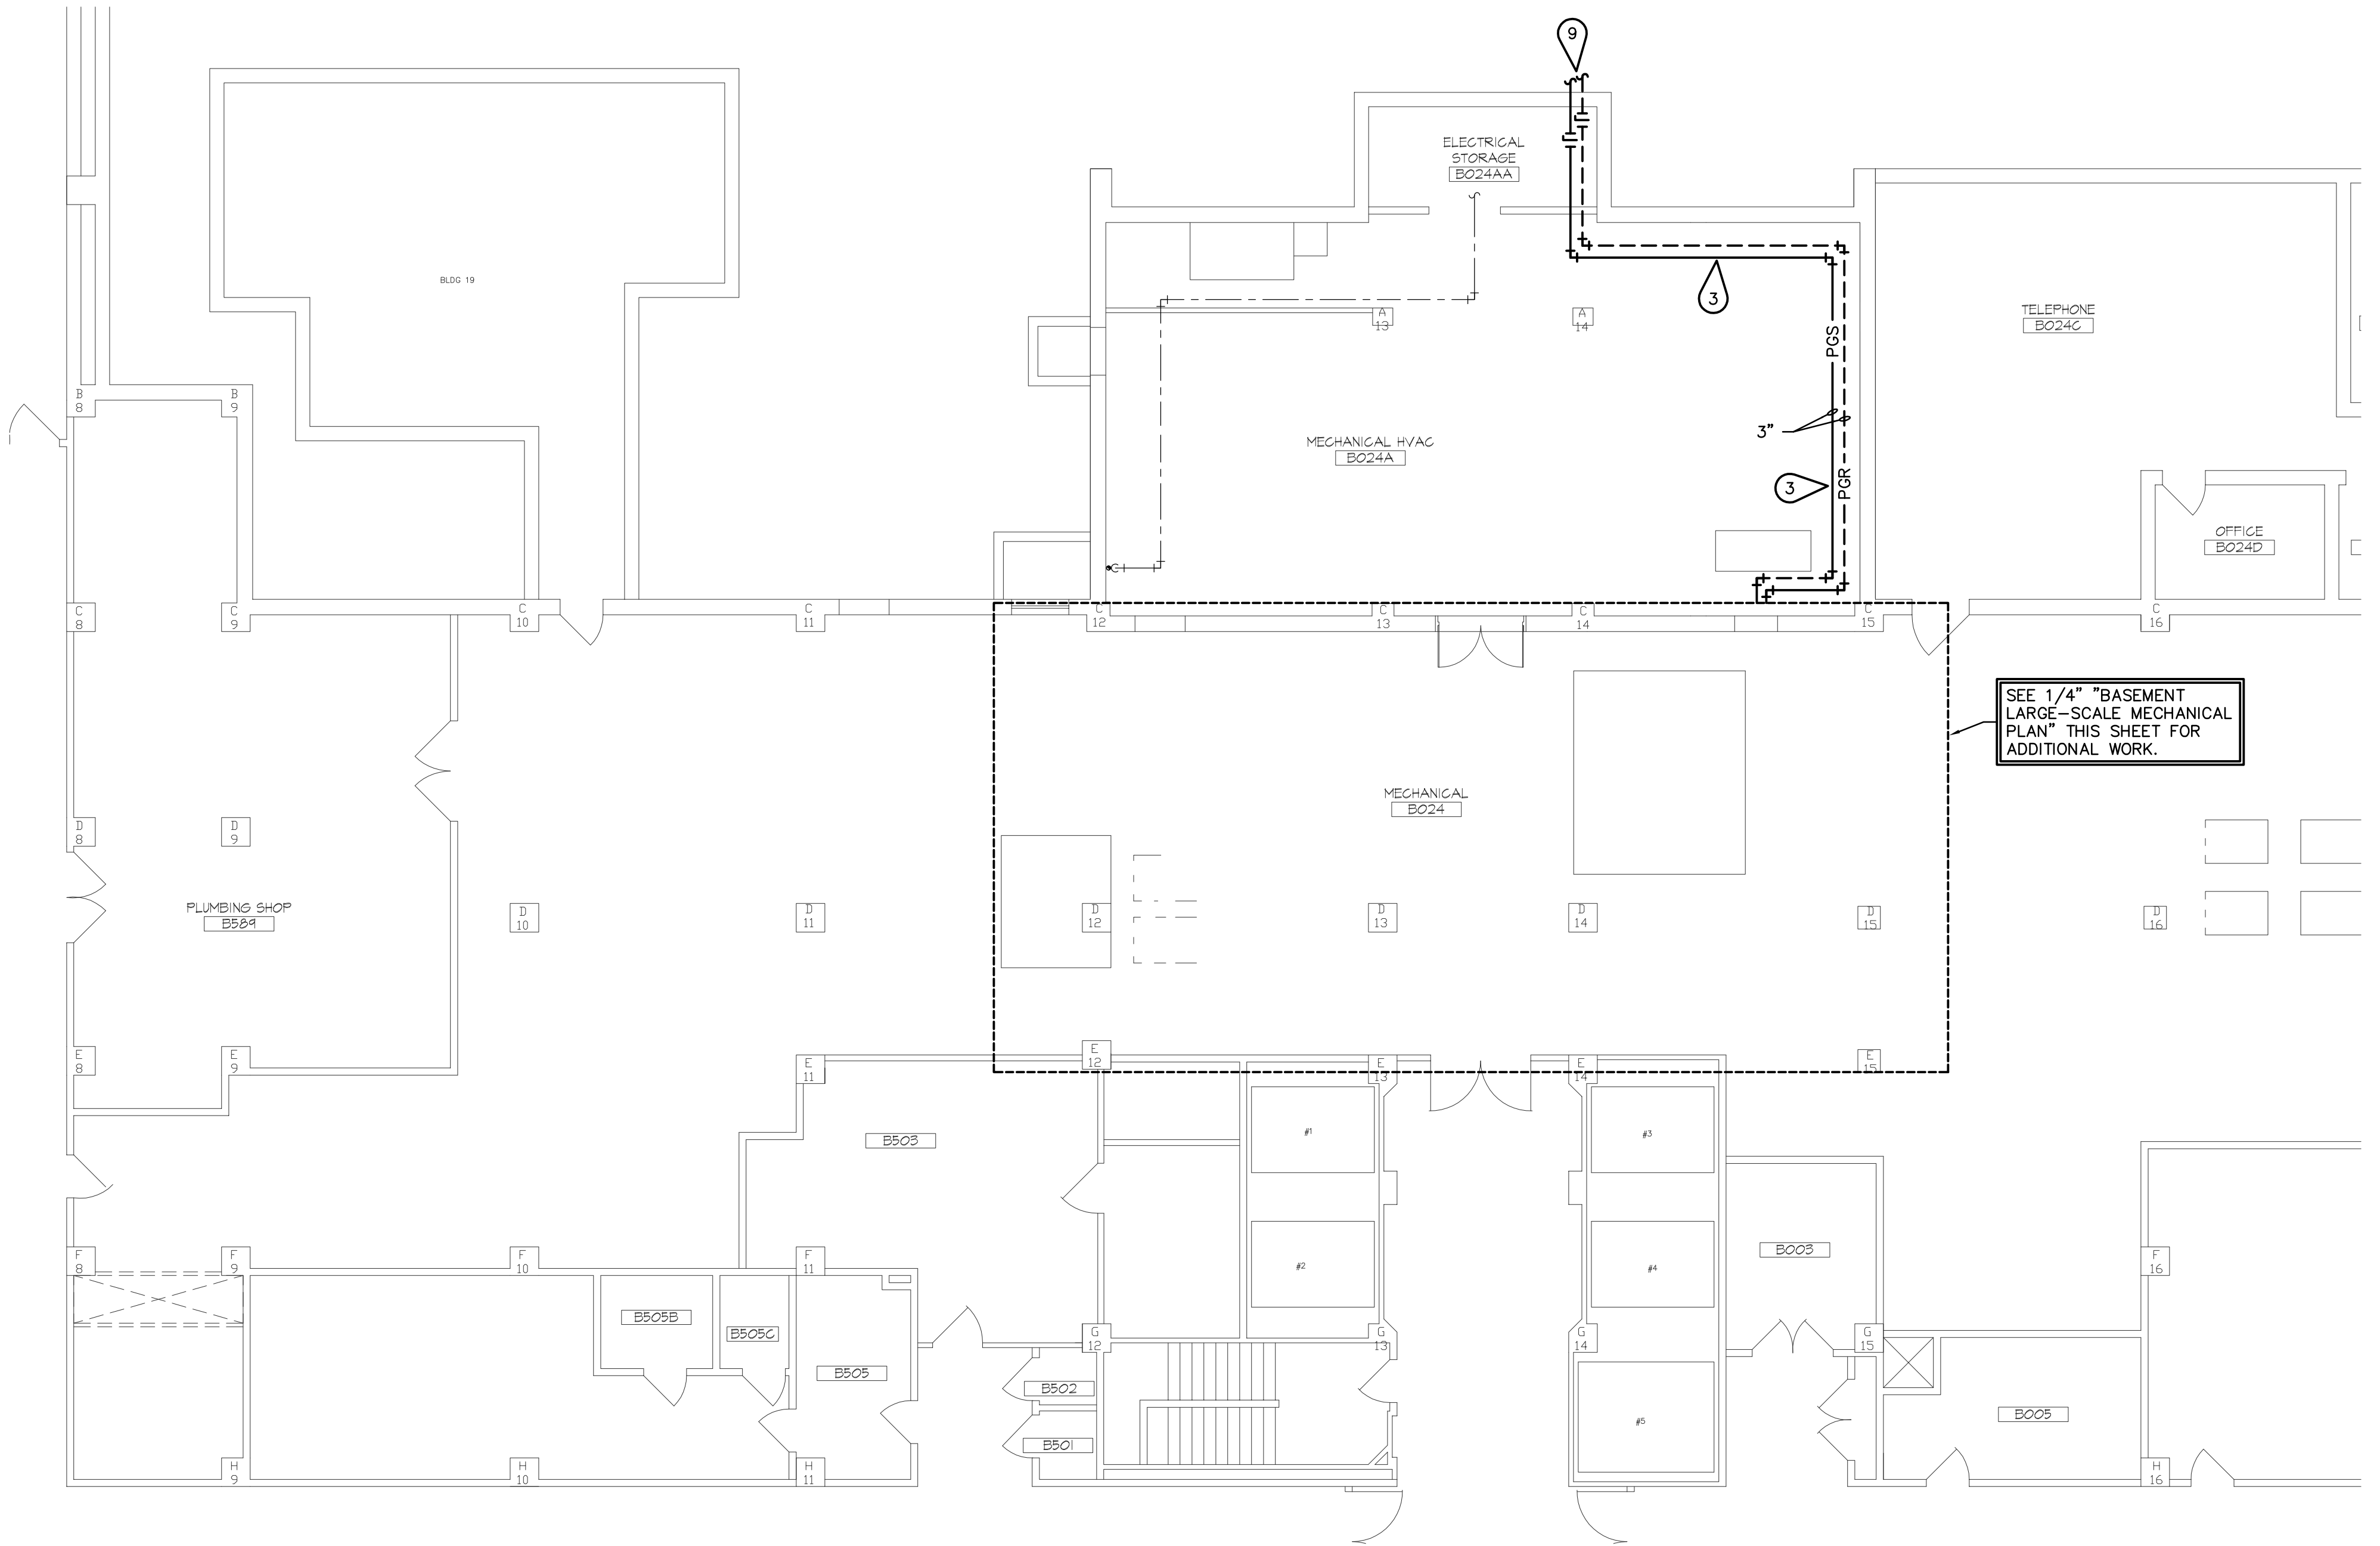 9
ELECTRICAL
STORAGE
B024AA
BLDG 19
3
TELEPHONE
B024C
A
13
A
14
PGS
B
8
B
9
3"
MECHANICAL HVAC
B024A
PGR
3
OFFICE
B024D
C
8
C
9
C
10
C
11
C
12
C
13
C
14
C
15
C
16
SEE 1/4" "BASEMENT
LARGE-SCALE MECHANICAL
PLAN" THIS SHEET FOR
ADDITIONAL WORK.
MECHANICAL
B024
D
8
D
9
PLUMBING SHOP
B589
D
10
D
11
D
12
D
13
D
14
D
15
D
16
E
8
E
9
E
11
E
12
E
13
E
14
E
15
B503
#1
#3
F
8
F
9
F
10
F
11
#2
#4
B003
F
16
B505B
B505C
B505
G
12
G
13
G
14
G
15
B502
B501
#5
B005
H
9
H
10
H
11
H
16